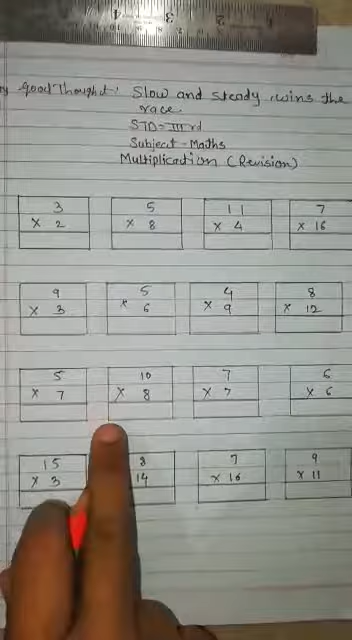 Good Thought: Slow and steady wins the
race.
STD = IIIrd
Subject - Maths
Multiplication (Revision)
3 5 11 7
× 2 × 8 × 4 × 16
9 5 4 8
× 3 × 6 × 9 × 12
5 10 7 6
× 7 × 8 × 7 × 6
15 3 7 9
× 3 14 × 16 × 11